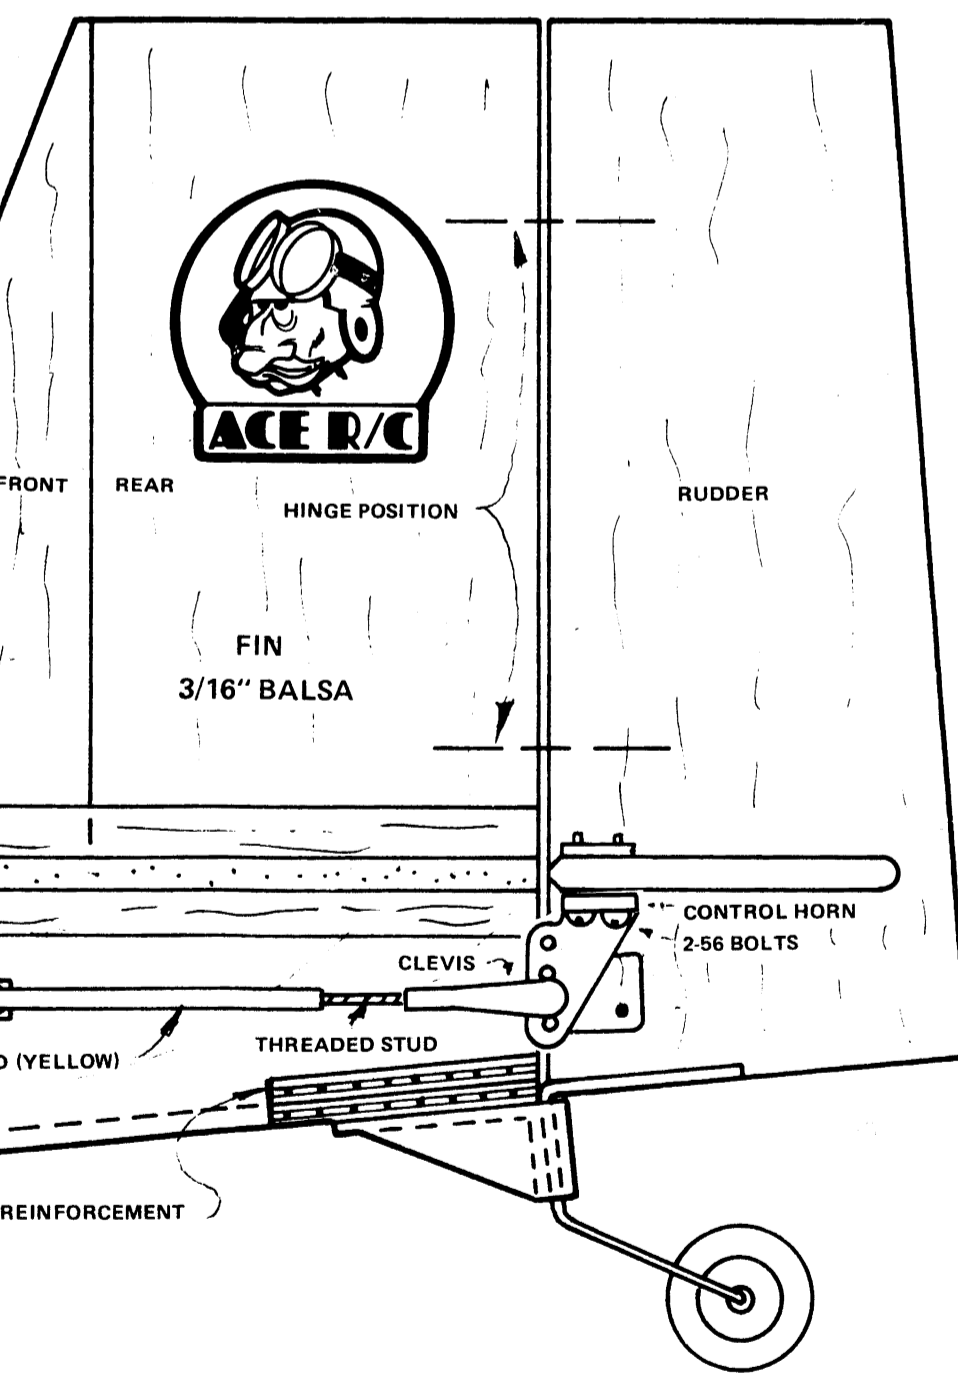 ACE R/C
FRONT
REAR
HINGE POSITION
RUDDER
FIN
3/16" BALSA
CONTROL HORN
2-56 BOLTS
CLEVIS
THREADED STUD
(YELLOW)
REINFORCEMENT